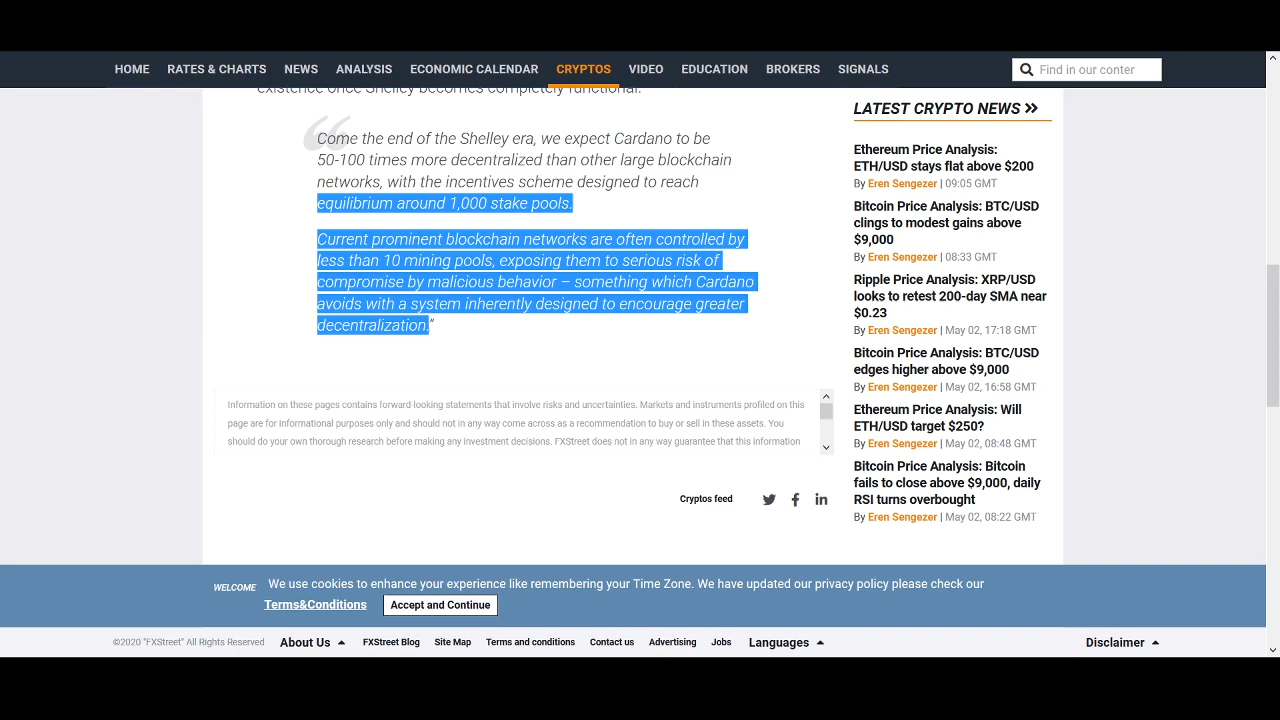 HOME RATES & CHARTS NEWS ANALYSIS ECONOMIC CALENDAR CRYPTOS VIDEO EDUCATION BROKERS SIGNALS Find in our conter
existence once Shelley becomes completely functional.
“
Come the end of the Shelley era, we expect Cardano to be
50-100 times more decentralized than other large blockchain
networks, with the incentives scheme designed to reach
equilibrium around 1,000 stake pools.
Current prominent blockchain networks are often controlled by
less than 10 mining pools, exposing them to serious risk of
compromise by malicious behavior – something which Cardano
avoids with a system inherently designed to encourage greater
decentralization.”
Information on these pages contains forward-looking statements that involve risks and uncertainties. Markets and instruments profiled on this
page are for informational purposes only and should not in any way come across as a recommendation to buy or sell in these assets. You
should do your own thorough research before making any investment decisions. FXStreet does not in any way guarantee that this information
Cryptos feed
LATEST CRYPTO NEWS
Ethereum Price Analysis:
ETH/USD stays flat above $200
By Eren Sengezer | 09:05 GMT
Bitcoin Price Analysis: BTC/USD
clings to modest gains above
$9,000
By Eren Sengezer | 08:33 GMT
Ripple Price Analysis: XRP/USD
looks to retest 200-day SMA near
$0.23
By Eren Sengezer | May 02, 17:18 GMT
Bitcoin Price Analysis: BTC/USD
edges higher above $9,000
By Eren Sengezer | May 02, 16:58 GMT
Ethereum Price Analysis: Will
ETH/USD target $250?
By Eren Sengezer | May 02, 08:48 GMT
Bitcoin Price Analysis: Bitcoin
fails to close above $9,000, daily
RSI turns overbought
By Eren Sengezer | May 02, 08:22 GMT
WELCOME We use cookies to enhance your experience like remembering your Time Zone. We have updated our privacy policy please check our
Terms&Conditions Accept and Continue
©2020 "FXStreet" All Rights Reserved About Us FXStreet Blog Site Map Terms and conditions Contact us Advertising Jobs Languages Disclaimer